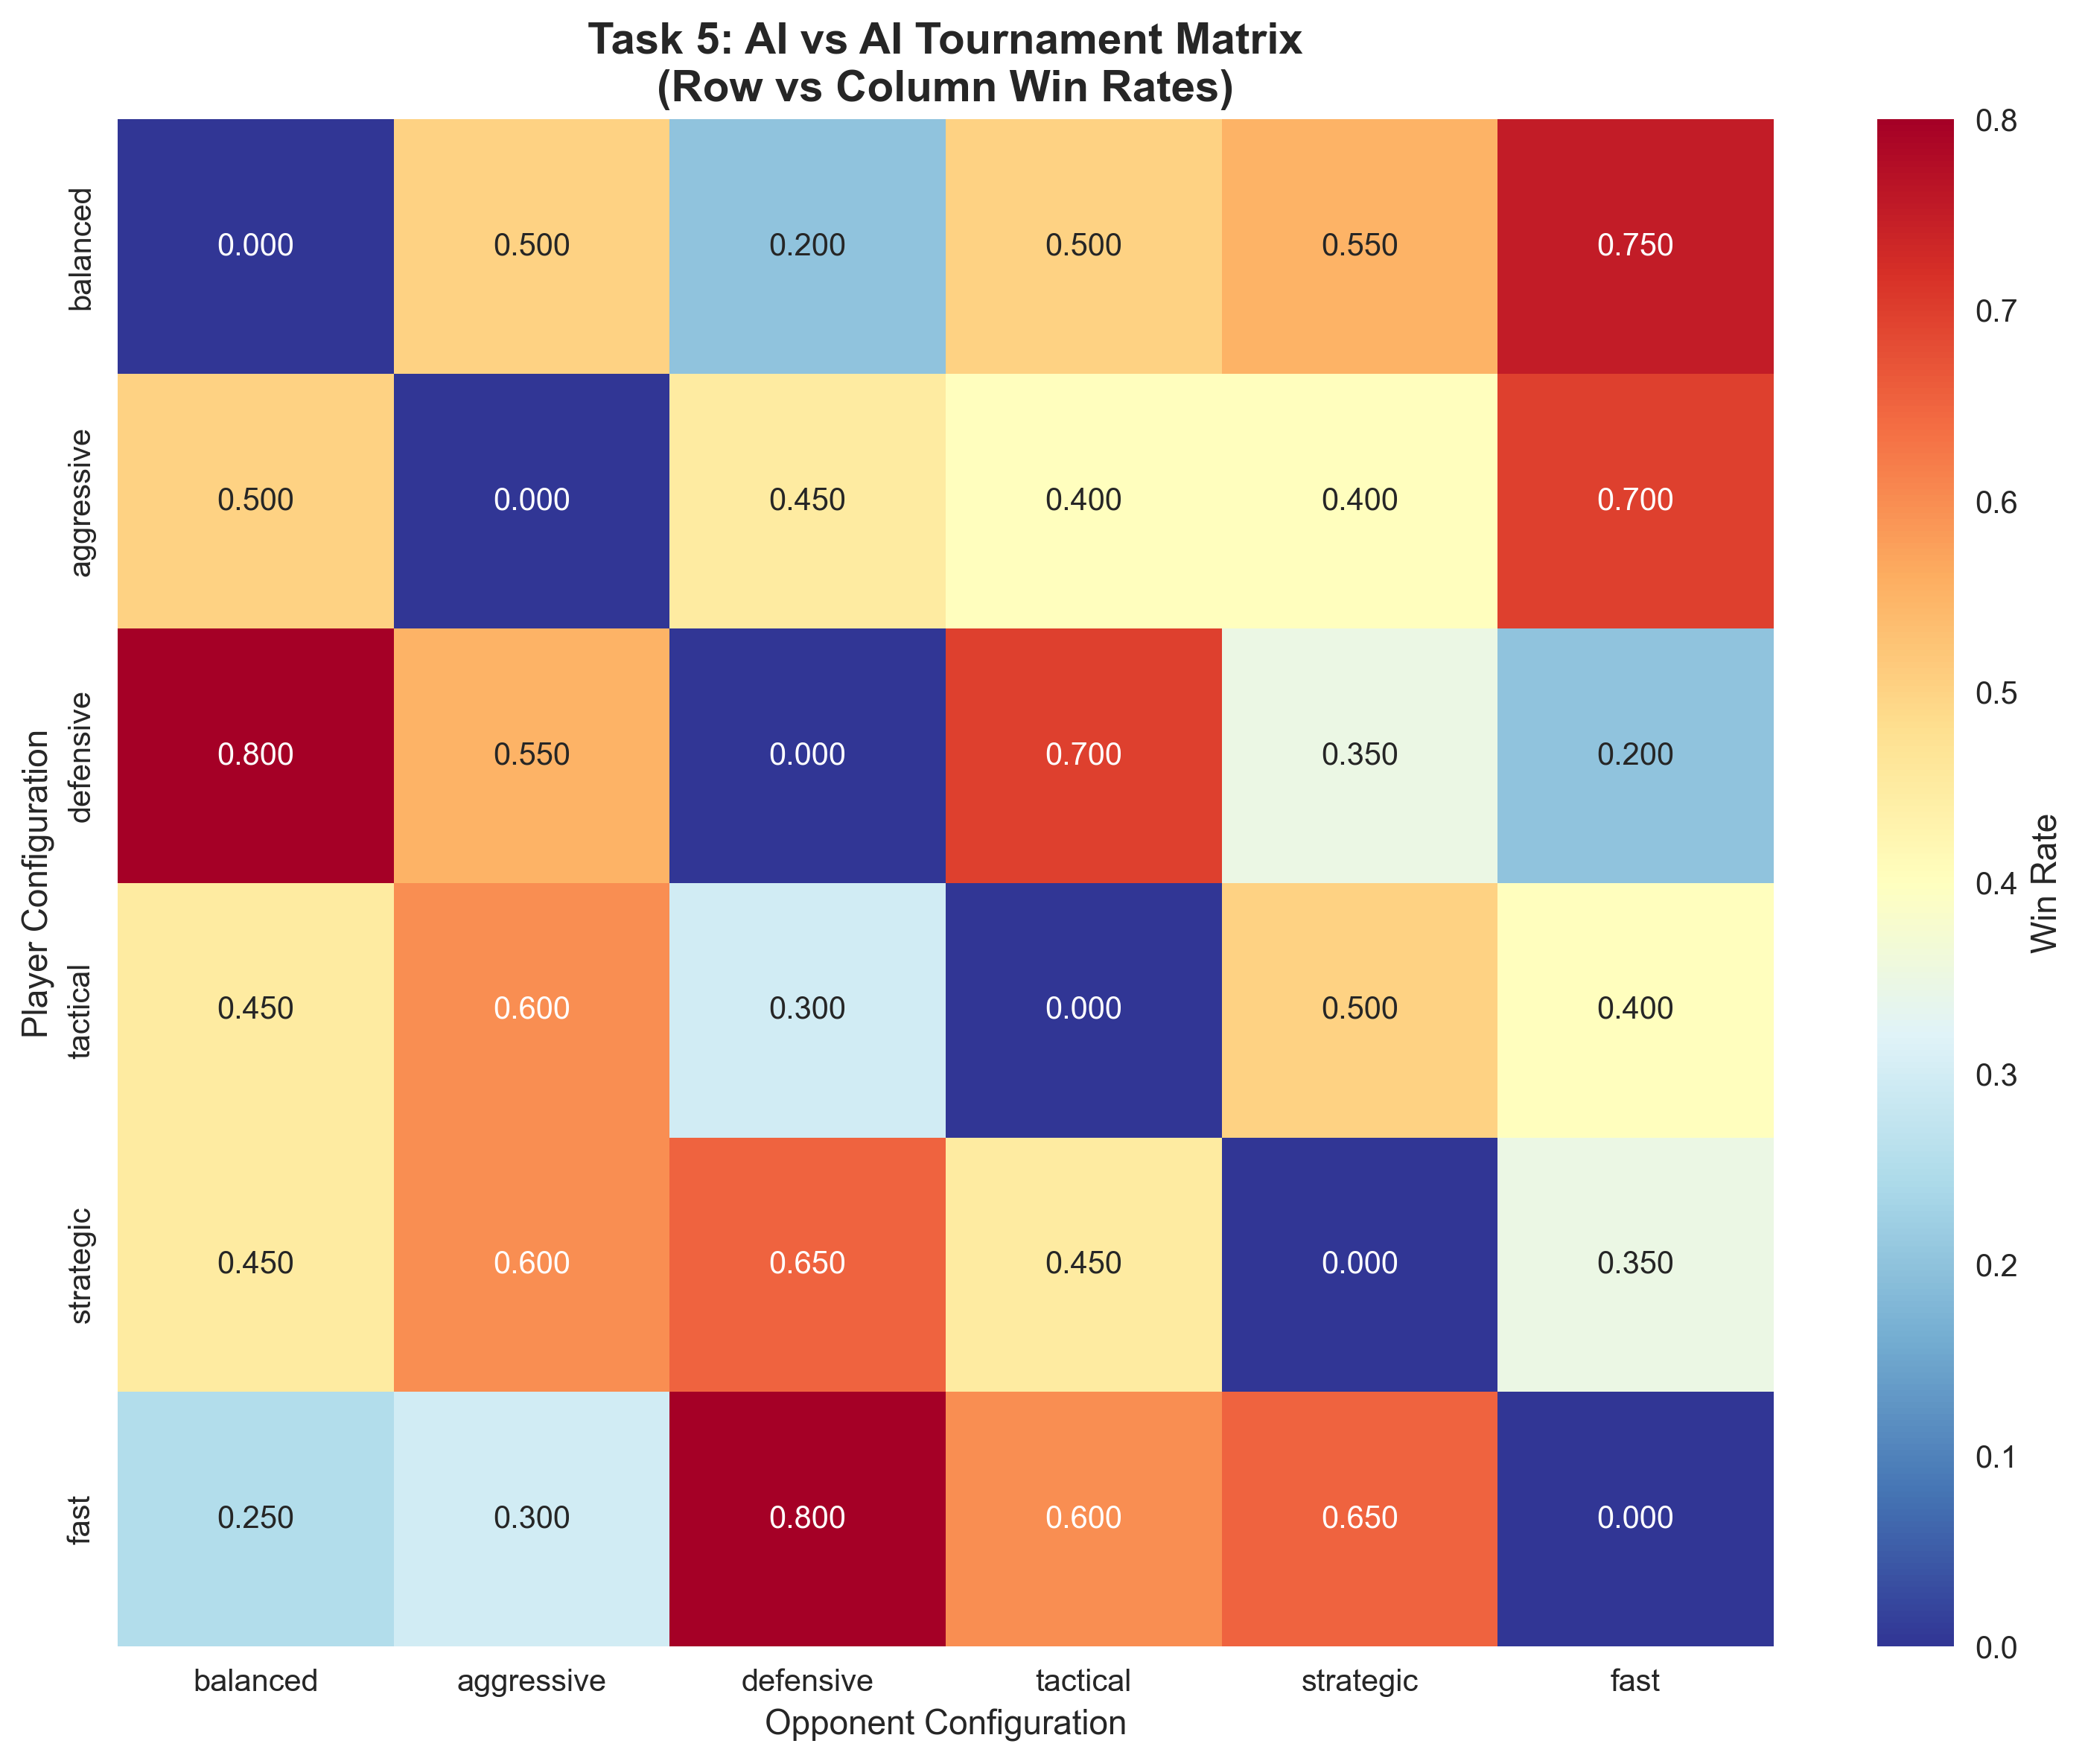 Task 5: AI vs AI Tournament Matrix
(Row vs Column Win Rates)
Player Configuration
balanced
0.000 0.500 0.200 0.500 0.550 0.750
aggressive
0.500 0.000 0.450 0.400 0.400 0.700
defensive
0.800 0.550 0.000 0.700 0.350 0.200
tactical
0.450 0.600 0.300 0.000 0.500 0.400
strategic
0.450 0.600 0.650 0.450 0.000 0.350
fast
0.250 0.300 0.800 0.600 0.650 0.000
balanced aggressive defensive tactical strategic fast
Opponent Configuration
0.8
0.7
0.6
0.5
0.4
0.3
0.2
0.1
0.0
Win Rate